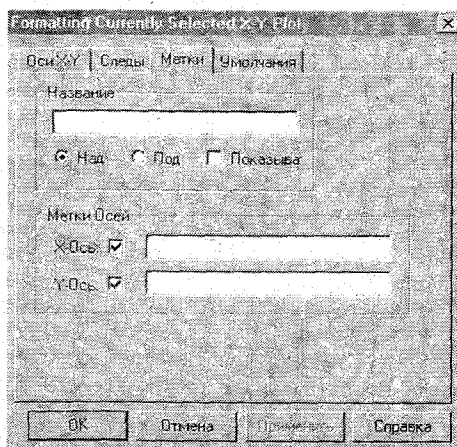 Formatting Currently Selected X-Y Plot
Оси X-Y Следы Метки Умолчания
Название
Над Под Показыва
Метки Осей
X-Ось:
Y-Ось:
OK Отмена Применить Справка